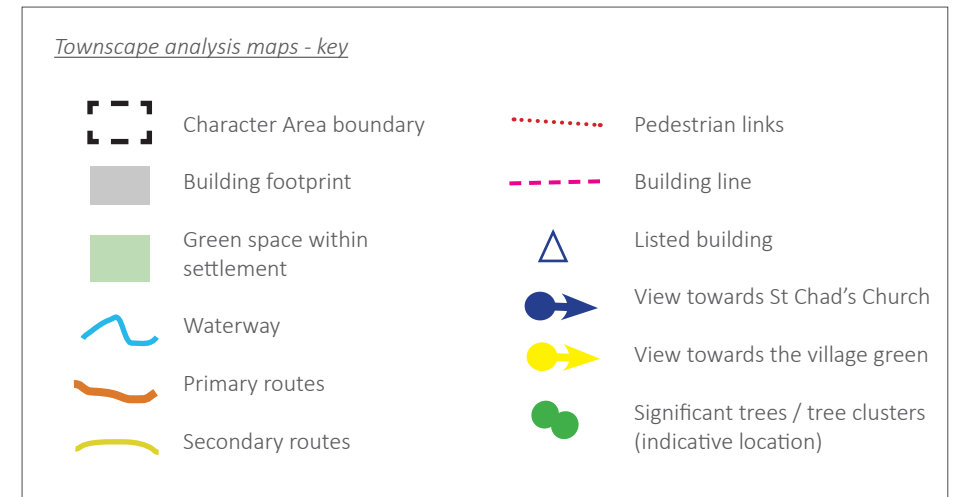 Townscape analysis maps - key
Character Area boundary
Building footprint
Green space within
settlement
Waterway
Primary routes
Secondary routes
Pedestrian links
Building line
Listed building
View towards St Chad’s Church
View towards the village green
Significant trees / tree clusters
(indicative location)